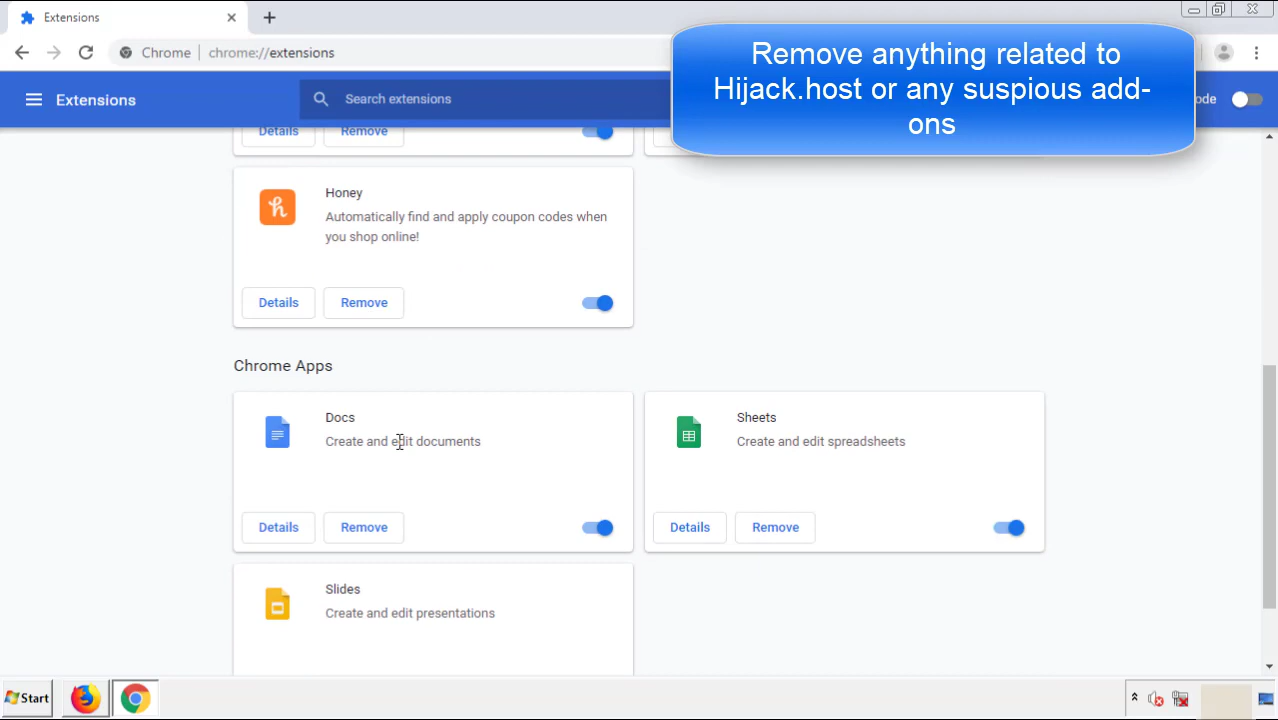 Extensions
Chrome
chrome://extensions
Remove anything related to
Hijack.host or any suspious add-
ons
Extensions
Search extensions
ode
Details
Remove
Honey
Automatically find and apply coupon codes when
you shop online!
Details
Remove
Chrome Apps
Docs
Create and edit documents
Details
Remove
Sheets
Create and edit spreadsheets
Details
Remove
Slides
Create and edit presentations
Start